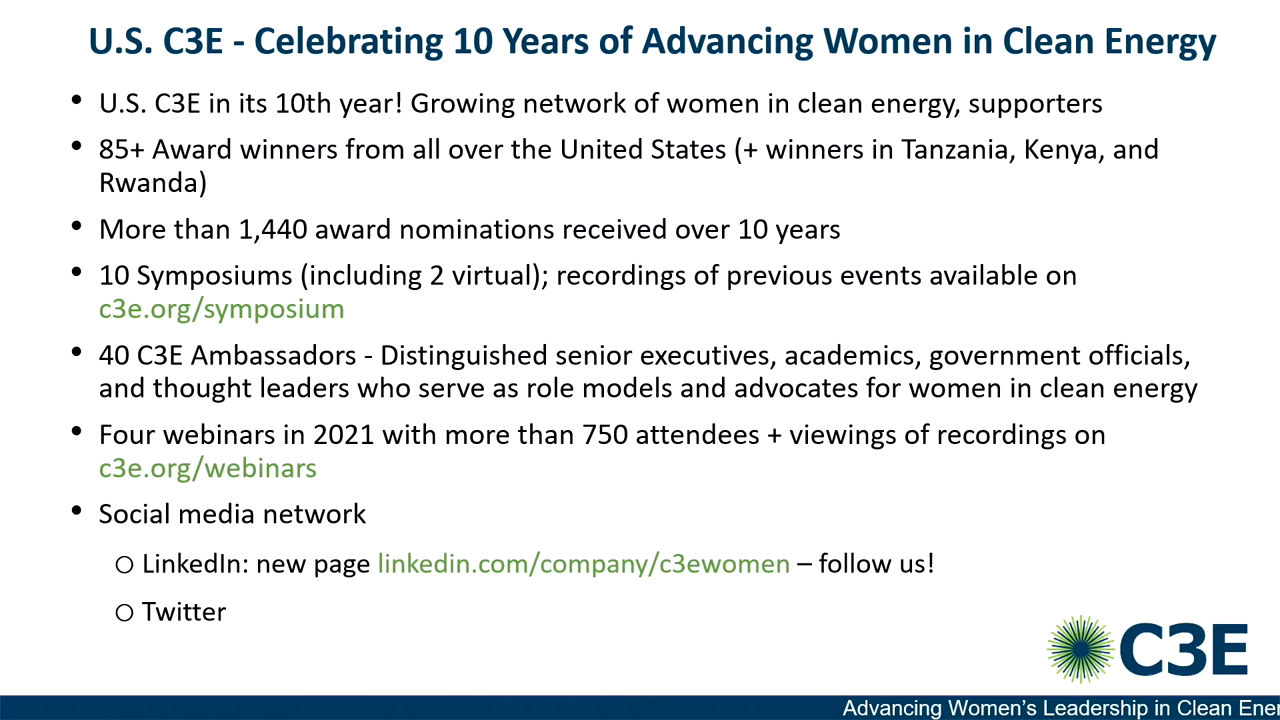 U.S. C3E - Celebrating 10 Years of Advancing Women in Clean Energy
• U.S. C3E in its 10th year! Growing network of women in clean energy, supporters
• 85+ Award winners from all over the United States (+ winners in Tanzania, Kenya, and
Rwanda)
• More than 1,440 award nominations received over 10 years
• 10 Symposiums (including 2 virtual); recordings of previous events available on
c3e.org/symposium
• 40 C3E Ambassadors - Distinguished senior executives, academics, government officials,
and thought leaders who serve as role models and advocates for women in clean energy
• Four webinars in 2021 with more than 750 attendees + viewings of recordings on
c3e.org/webinars
• Social media network
o LinkedIn: new page linkedin.com/company/c3ewomen – follow us!
o Twitter
C3E
Advancing Women's Leadership in Clean Ener